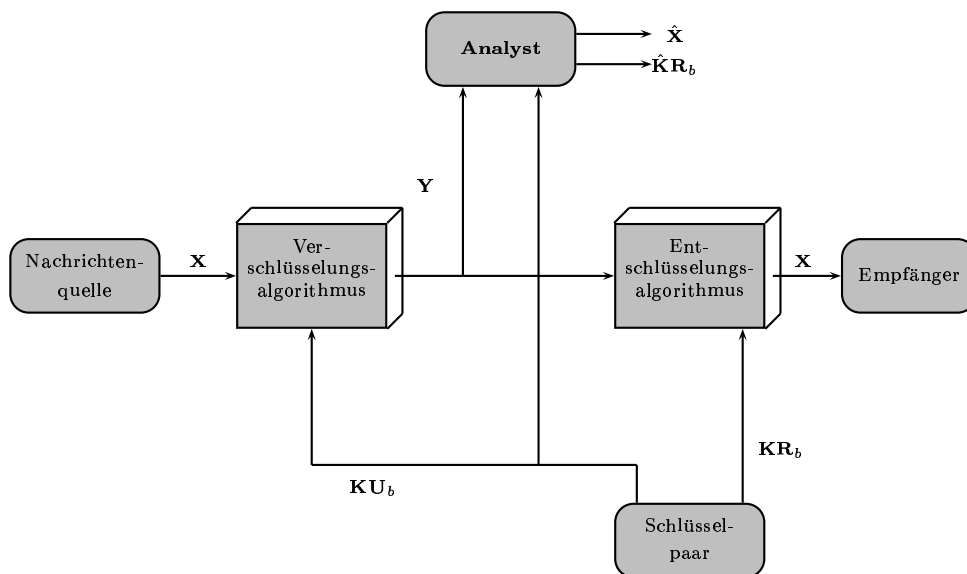 Analyst
X̂
K̂R_b
Y
Nachrichten-
quelle
X
Ver-
schlüsselungs-
algorithmus
Ent-
schlüsselungs-
algorithmus
X
Empfänger
KR_b
KU_b
Schlüssel-
paar